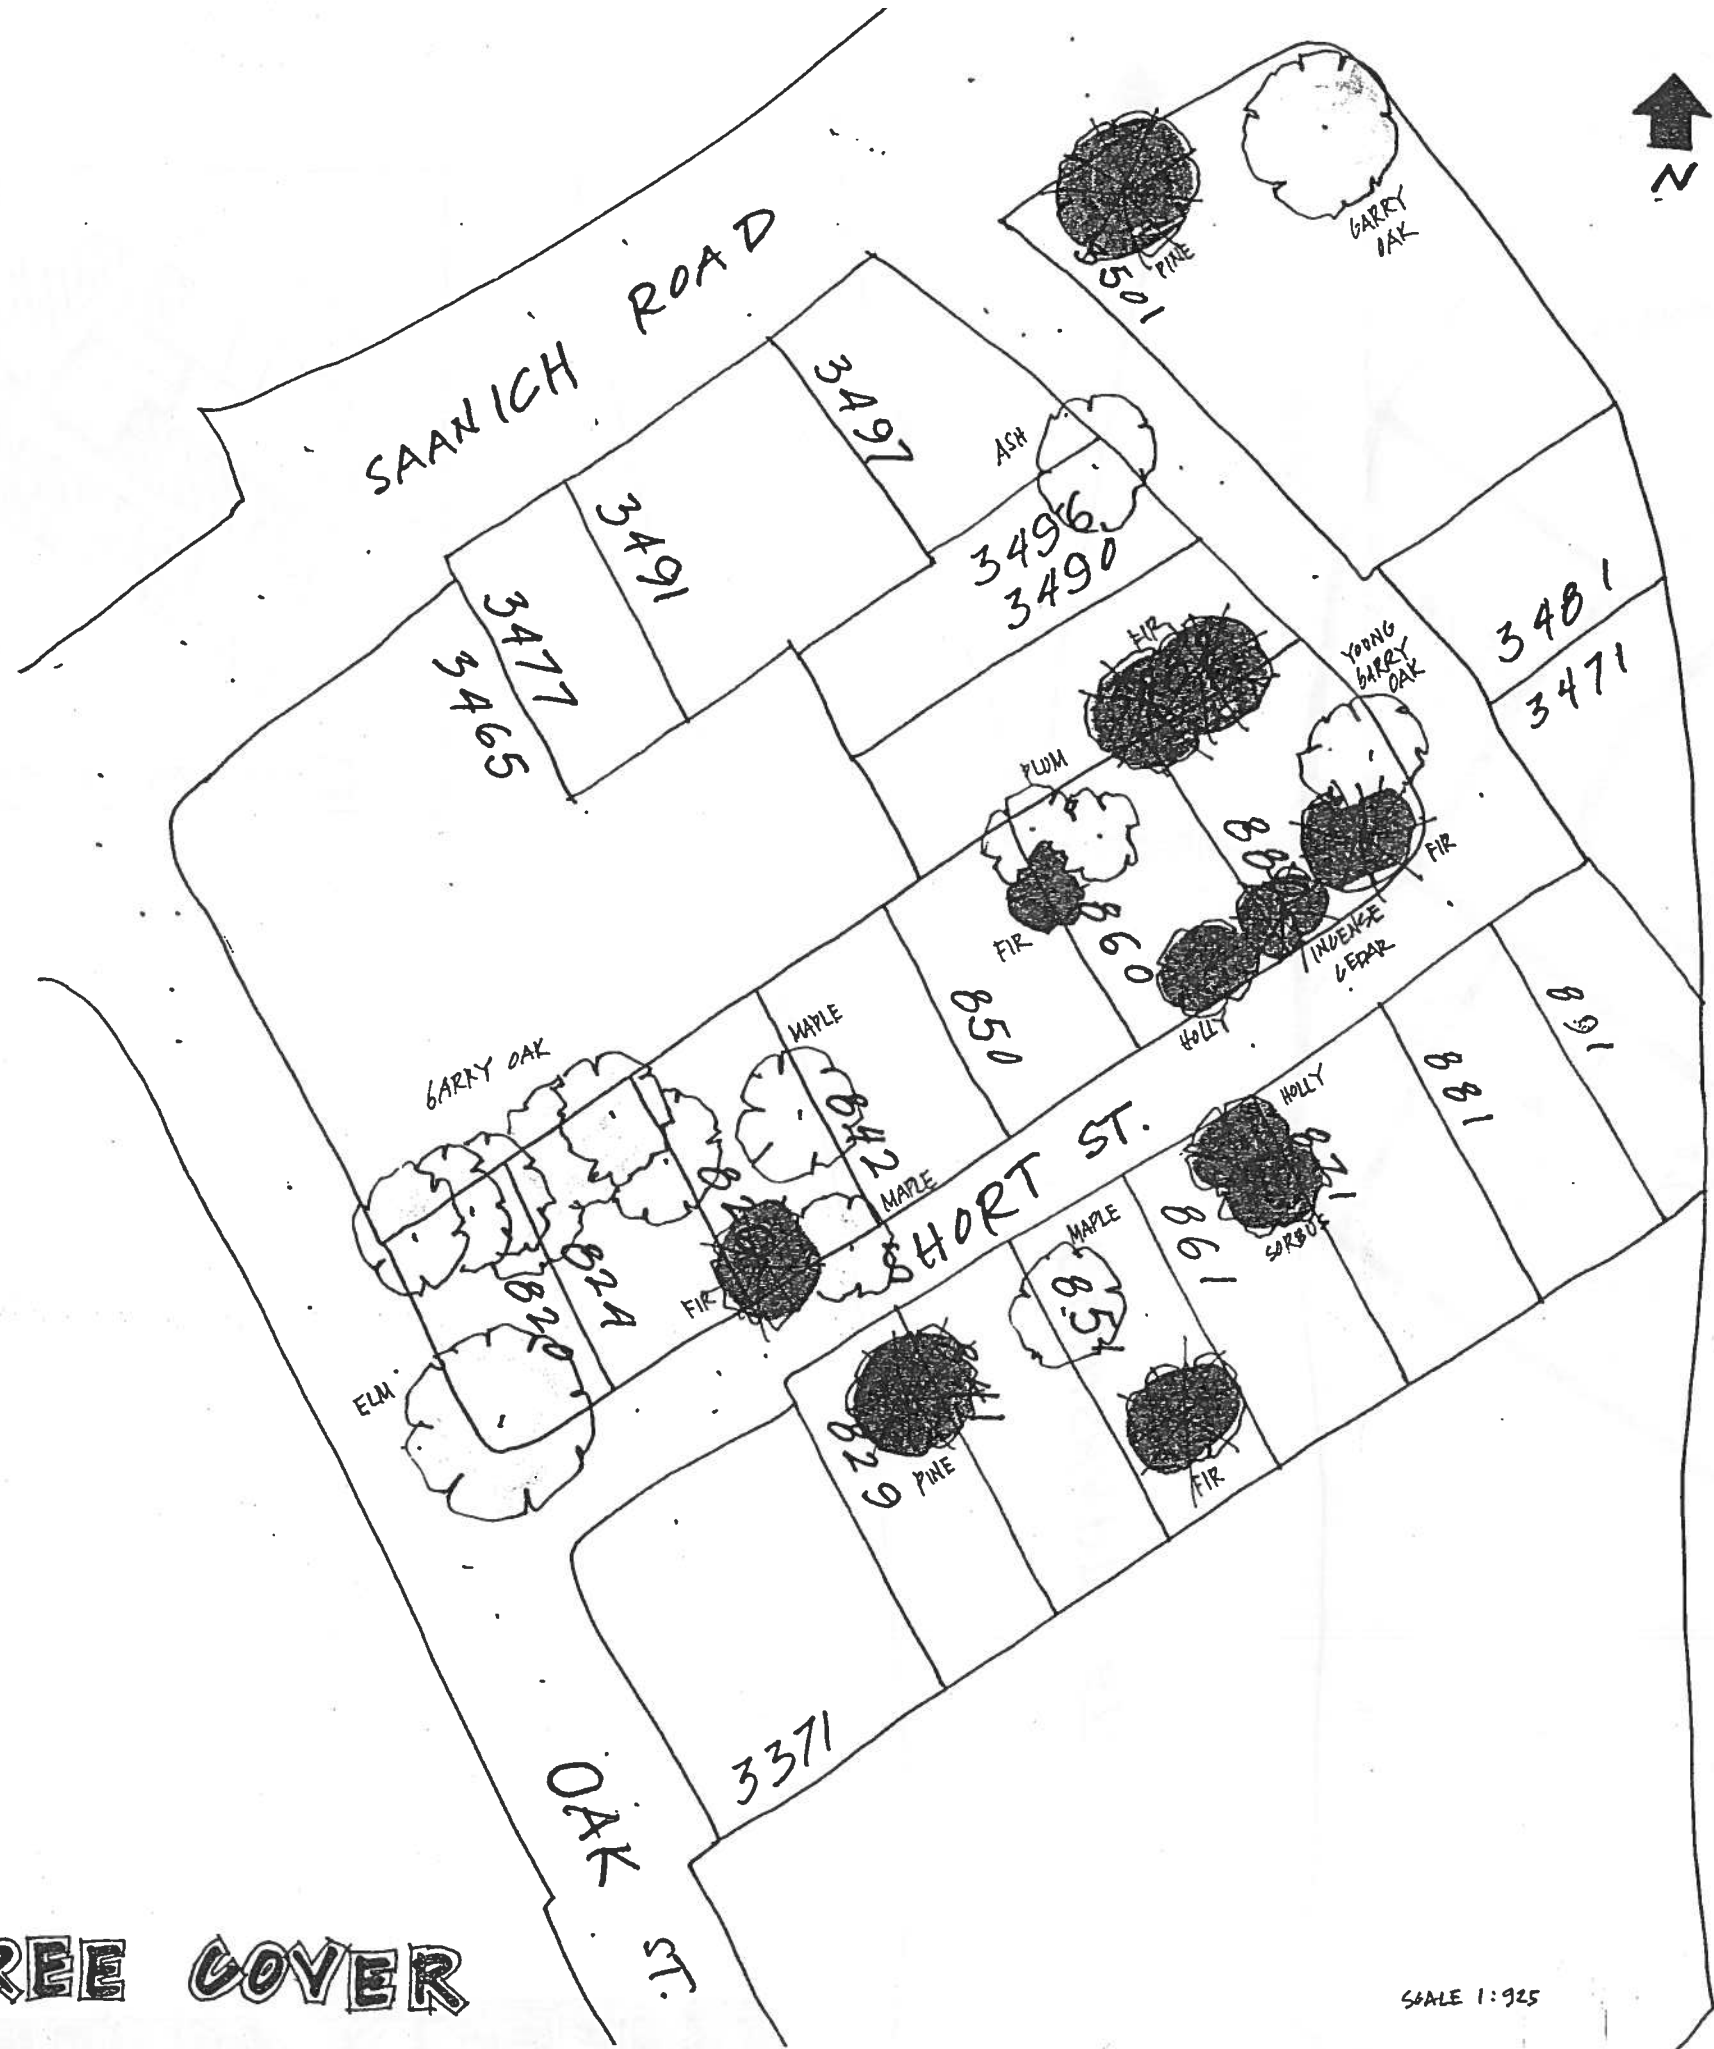 N
GARRY
OAK
PINE
SAANICH ROAD
3497
ASH
3491
3496
3490
3477
3465
3481
3471
FIR
YOUNG
GARRY
OAK
PLUM
FIR
FIR
860
INCENSE
CEDAR
HOLLY
850
MAPLE
842
GARRY OAK
MAPLE
SHORT ST.
HOLLY
871
SORBUS
881
891
861
MAPLE
851
82A
820
FIR
ELM
829
PINE
FIR
3371
OAK ST.
REE COVER
SCALE 1:925